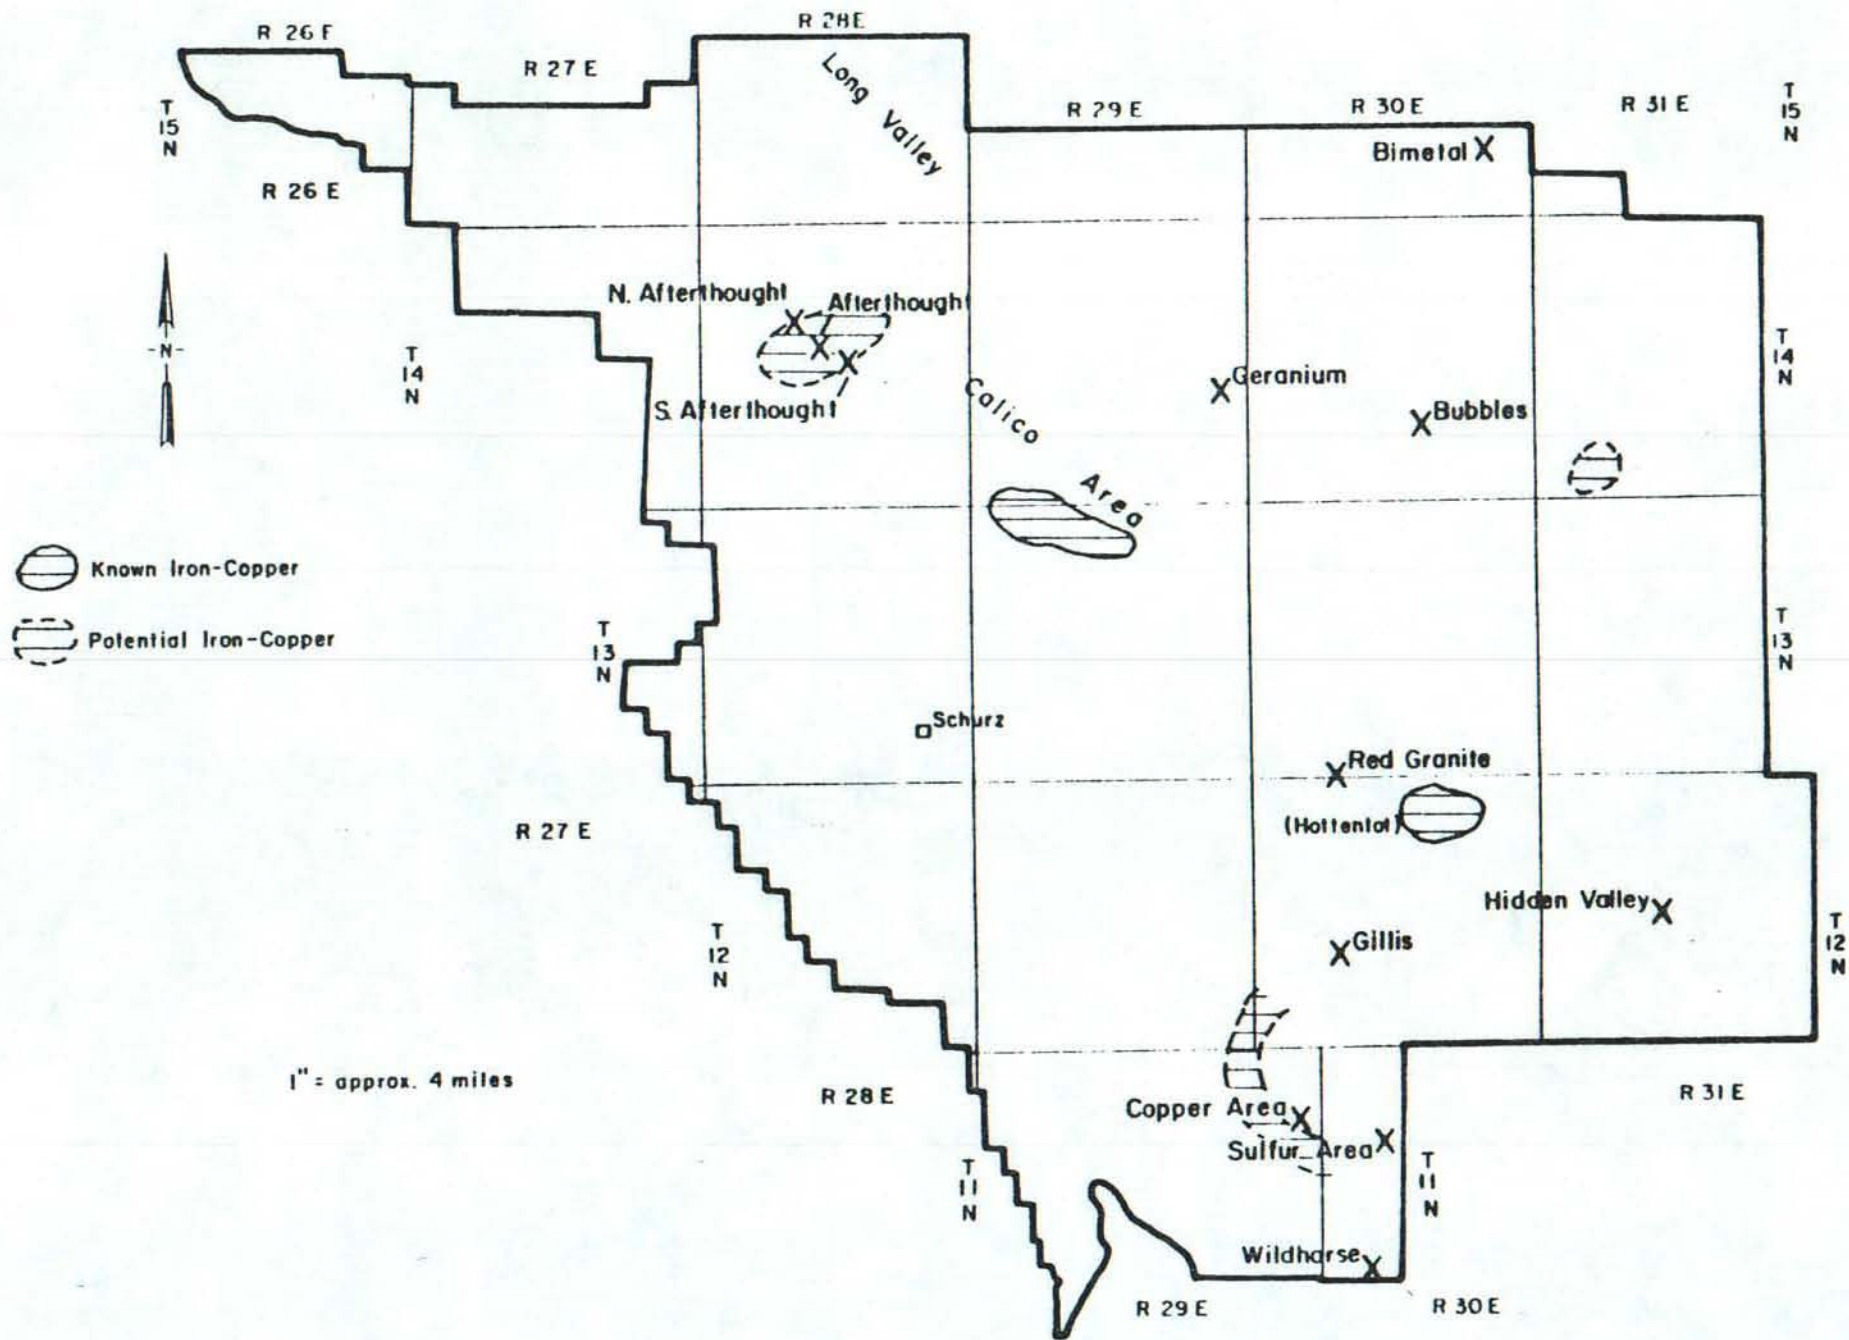 R 28E
R 26 F
R 27 E
Long Valley
R 29 E
R 30 E
R 31 E
T
15
N
T
15
N
Bimetal X
R 26 E
N. Afterthought
Afterthought
N
T
14
N
T
14
N
S. Afterthought
Calico Area
Geranium
Bubbles
Known Iron-Copper
Potential Iron-Copper
T
13
N
T
13
N
Schurz
Red Granite
(Hottentot)
R 27 E
Hidden Valley
Gillis
T
12
N
T
12
N
1" = approx. 4 miles
R 28 E
R 31 E
Copper Area
Sulfur Area
T
11
N
T
11
N
Wildhorse
R 29 E
R 30 E